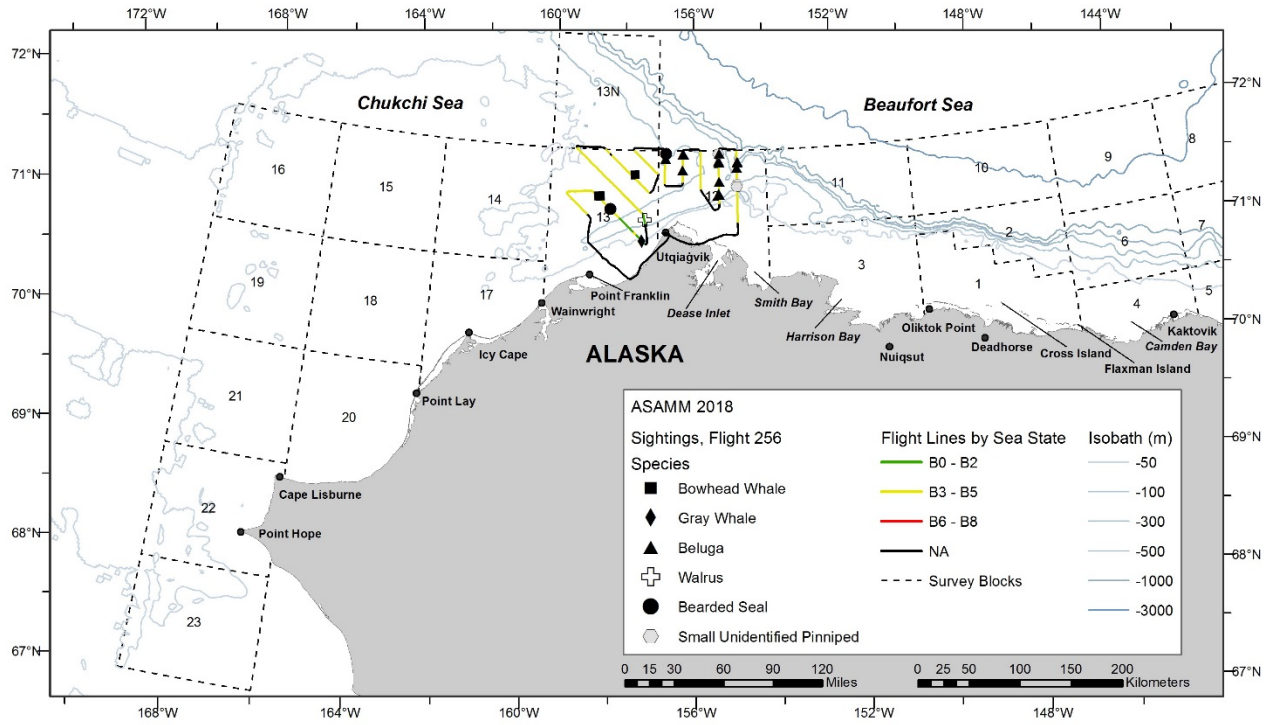 172°W 168°W 164°W 160°W 156°W 152°W 148°W 144°W
72°N
72°N
Chukchi Sea
Beaufort Sea
13N
8
9
10
16
15
11
71°N
71°N
14
12
13
2
7
6
Utqiaġvik
3
19
18
17
1
5
4
70°N
70°N
Point Franklin
Dease Inlet
Smith Bay
Wainwright
Harrison Bay
Oliktok Point
Kaktovik
Nuiqsut
Deadhorse
Cross Island
Camden Bay
Flaxman Island
Icy Cape
ALASKA
21
20
Point Lay
69°N
69°N
Cape Lisburne
22
Point Hope
68°N
68°N
23
67°N
67°N
ASAMM 2018
Sightings, Flight 256
Species
Bowhead Whale
Gray Whale
Beluga
Walrus
Bearded Seal
Small Unidentified Pinniped
Flight Lines by Sea State
B0 - B2
B3 - B5
B6 - B8
NA
Survey Blocks
Isobath (m)
-50
-100
-300
-500
-1000
-3000
0 15 30 60 90 120
Miles
0 25 50 100 150 200
Kilometers
168°W 164°W 160°W 156°W 152°W 148°W